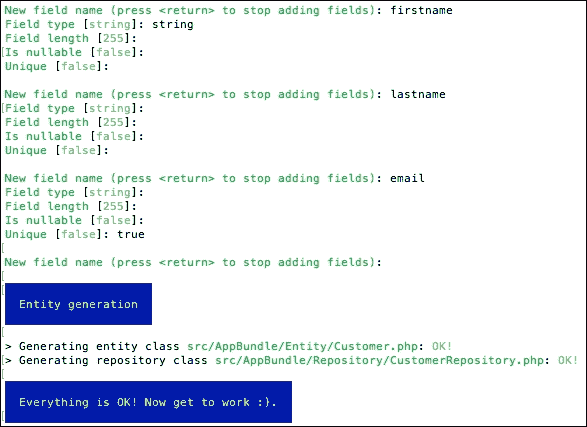 New field name (press <return> to stop adding fields): firstname
Field type [string]: string
Field length [255]:
Is nullable [false]:
Unique [false]:
New field name (press <return> to stop adding fields): lastname
Field type [string]:
Field length [255]:
Is nullable [false]:
Unique [false]:
New field name (press <return> to stop adding fields): email
Field type [string]:
Field length [255]:
Is nullable [false]:
Unique [false]: true
New field name (press <return> to stop adding fields):
Entity generation
> Generating entity class src/AppBundle/Entity/Customer.php: OK!
> Generating repository class src/AppBundle/Repository/CustomerRepository.php: OK!
Everything is OK! Now get to work :).